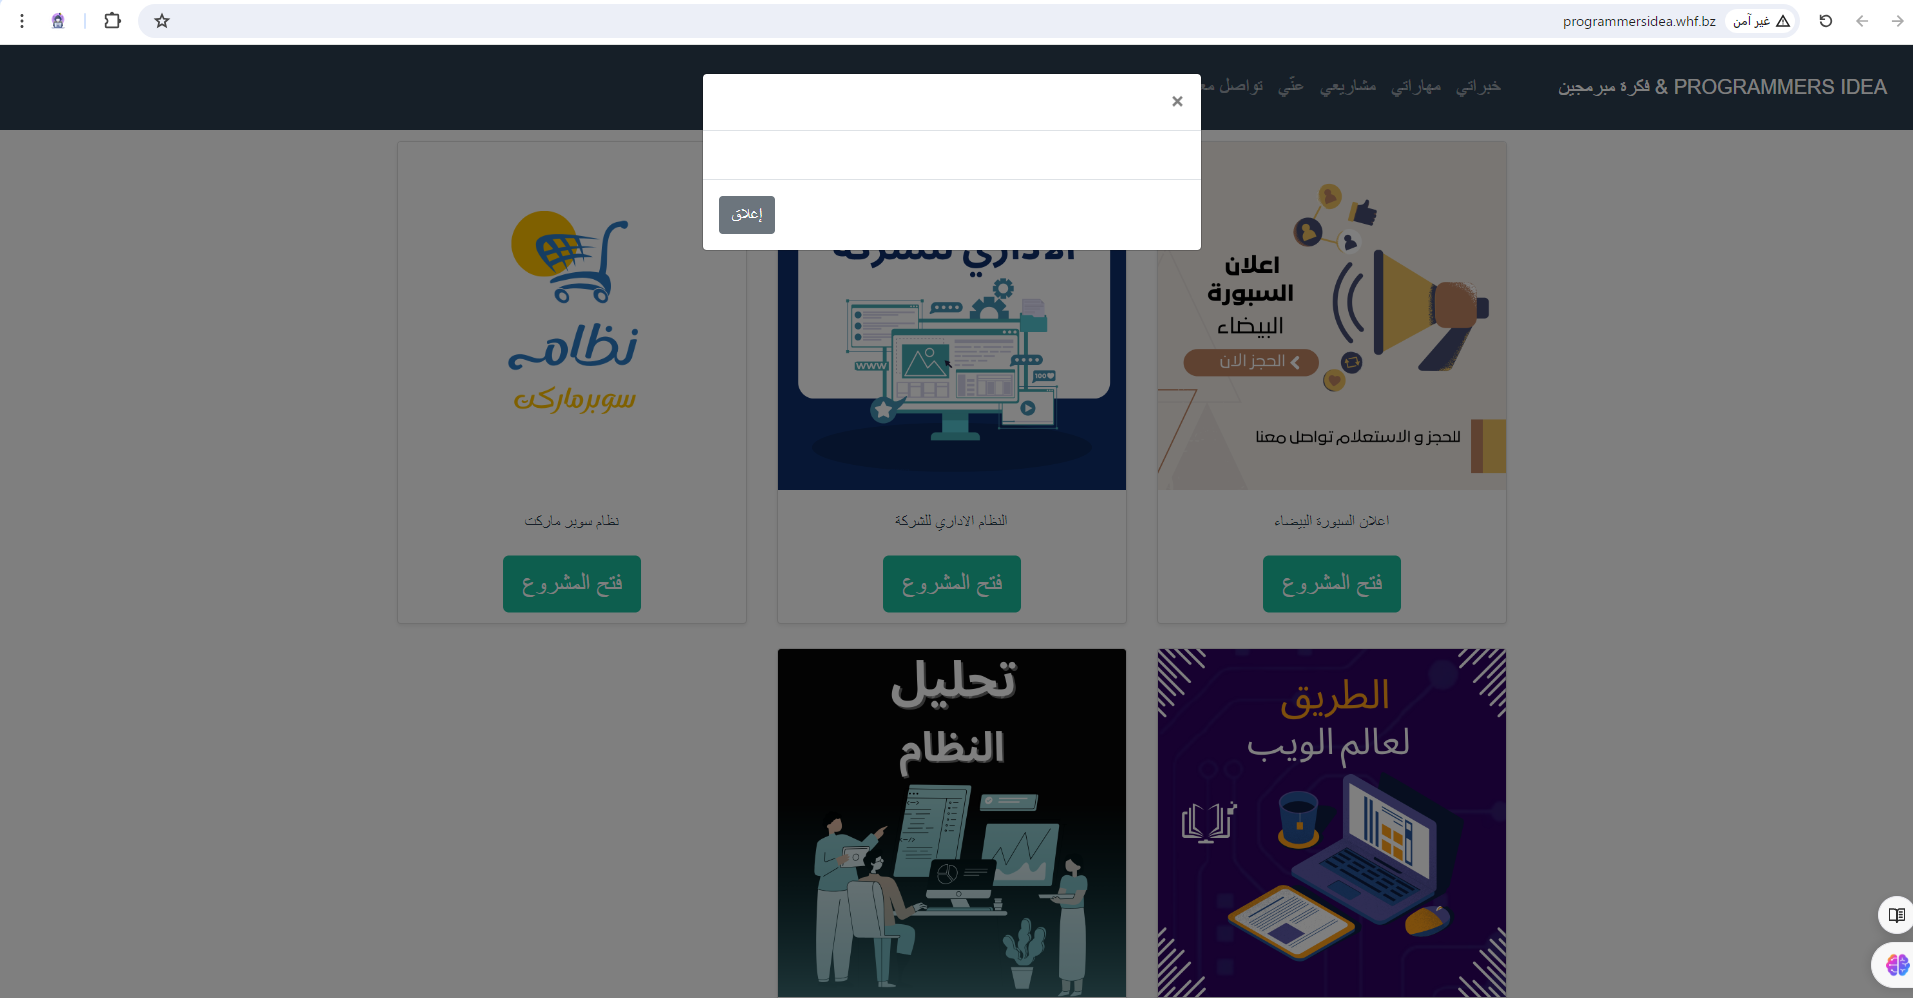 programmersidea.whf.bz
غير آمن
PROGRAMMERS IDEA & فكرة مبرمجين
خبراتي
مهاراتي
مشاريعي
عنّي
تواصل
×
إغلاق
اعلان
السبورة
البيضاء
الحجز الان
للحجز و الاستعلام تواصل معنا
اعلان السبورة البيضاء
فتح المشروع
الاداري للشركة
WWW
100
النظام الاداري للشركة
فتح المشروع
نظامي
سوبرماركت
نظام سوبر ماركت
فتح المشروع
الطريق
لعالم الويب
تحليل
النظام